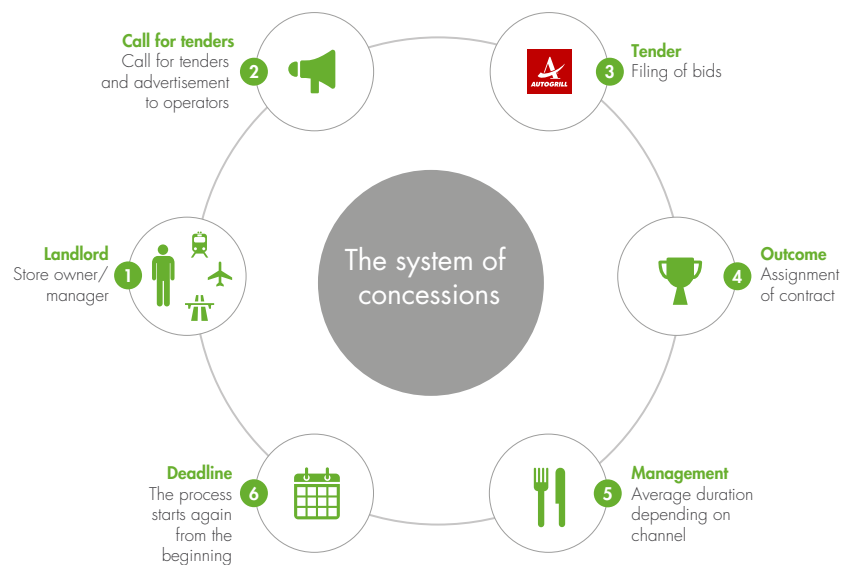 The system of
concessions
1
Landlord
Store owner/
manager
2
Call for tenders
Call for tenders
and advertisement
to operators
3
AUTOGRILL
Tender
Filing of bids
4
Outcome
Assignment
of contract
5
Management
Average duration
depending on
channel
6
Deadline
The process
starts again
from the
beginning